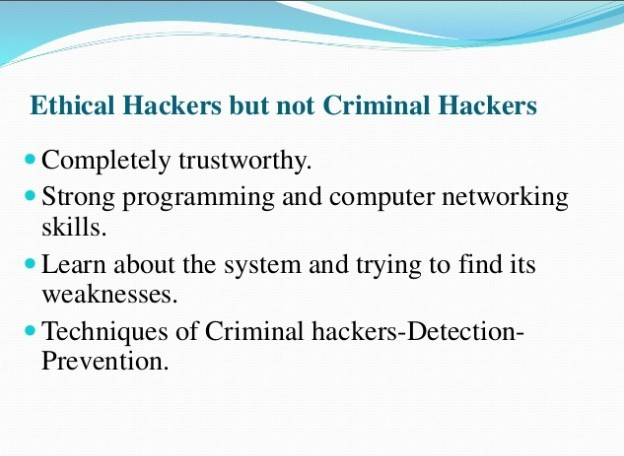 Ethical Hackers but not Criminal Hackers
• Completely trustworthy.
• Strong programming and computer networking
skills.
• Learn about the system and trying to find its
weaknesses.
• Techniques of Criminal hackers-Detection-
Prevention.